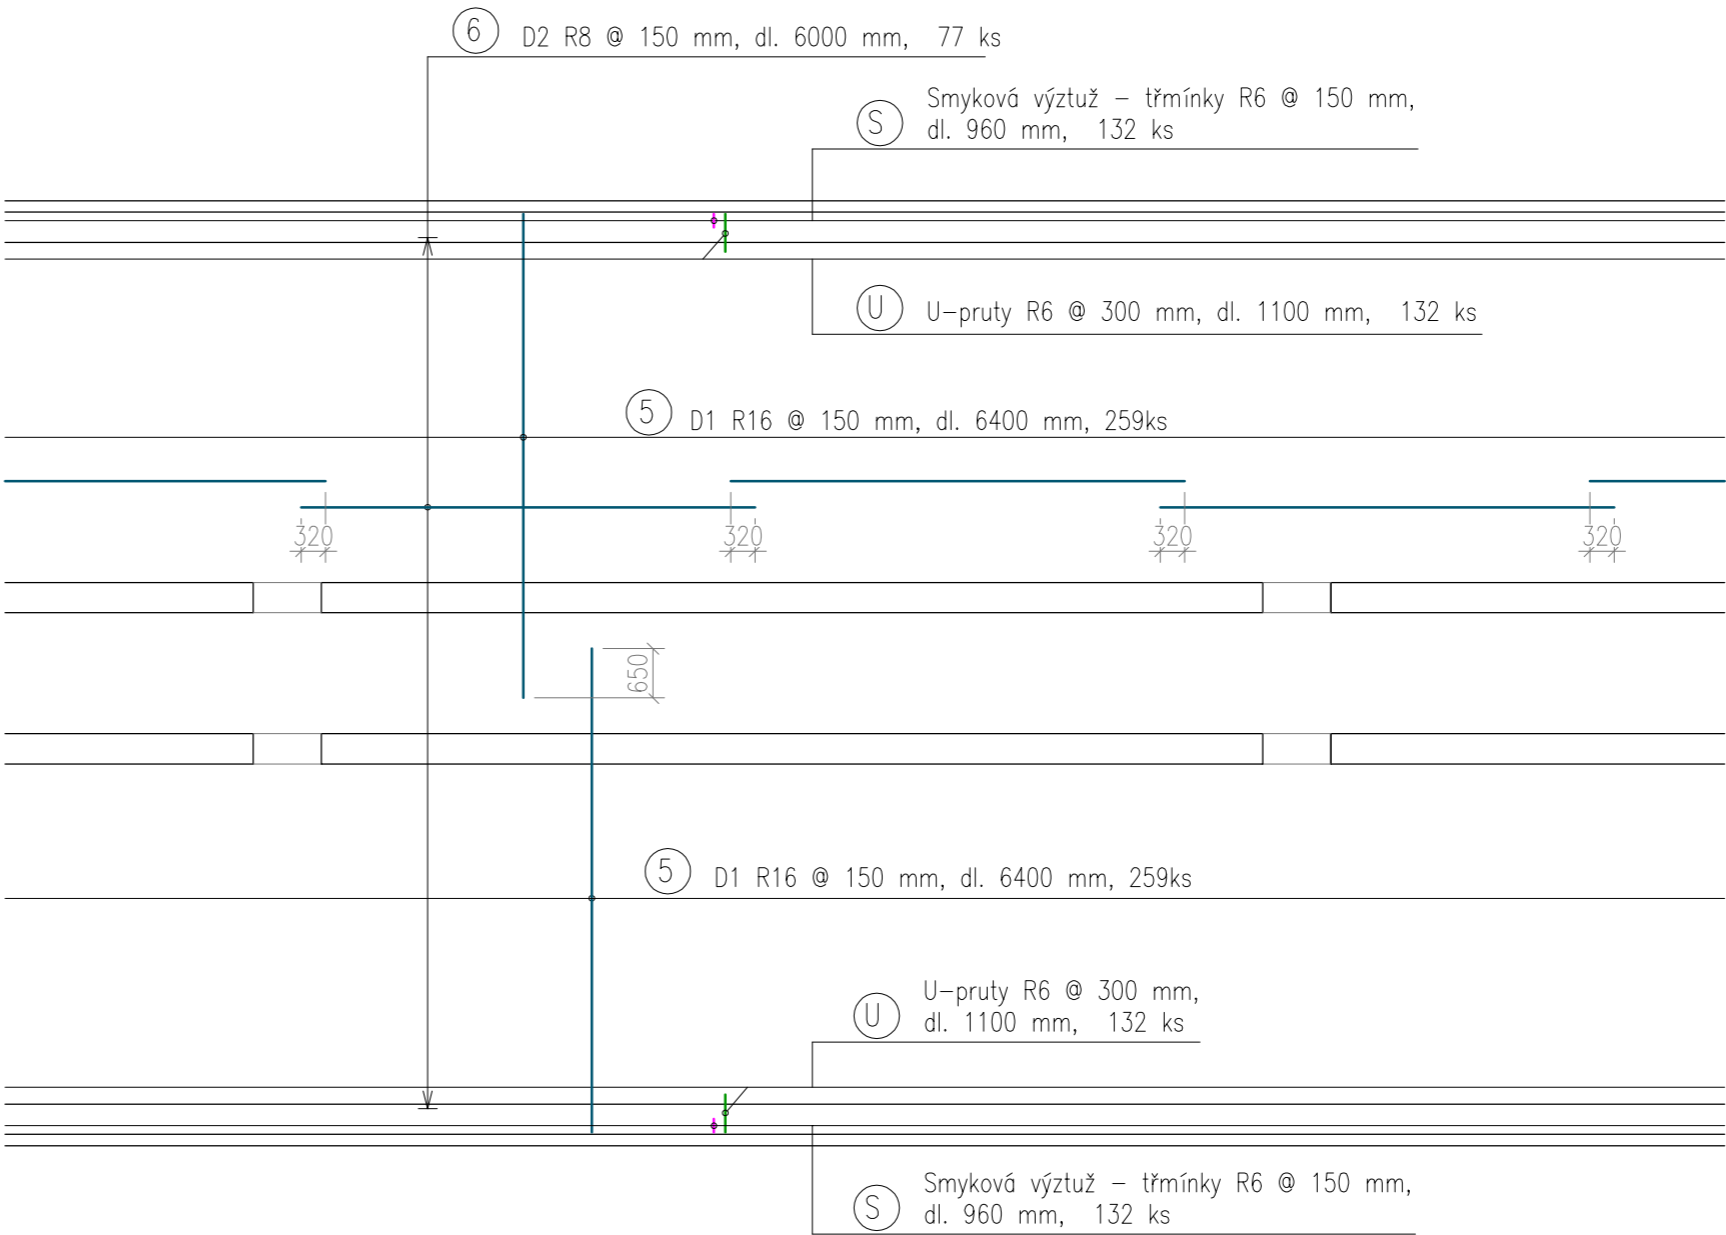 6 D2 R8 @ 150 mm, dl. 6000 mm, 77 ks
Smyková výztuž – třmínky R6 @ 150 mm,
S dl. 960 mm, 132 ks
U U-pruty R6 @ 300 mm, dl. 1100 mm, 132 ks
5 D1 R16 @ 150 mm, dl. 6400 mm, 259ks
320 320 320 320
650
5 D1 R16 @ 150 mm, dl. 6400 mm, 259ks
U-pruty R6 @ 300 mm,
U dl. 1100 mm, 132 ks
Smyková výztuž – třmínky R6 @ 150 mm,
S dl. 960 mm, 132 ks